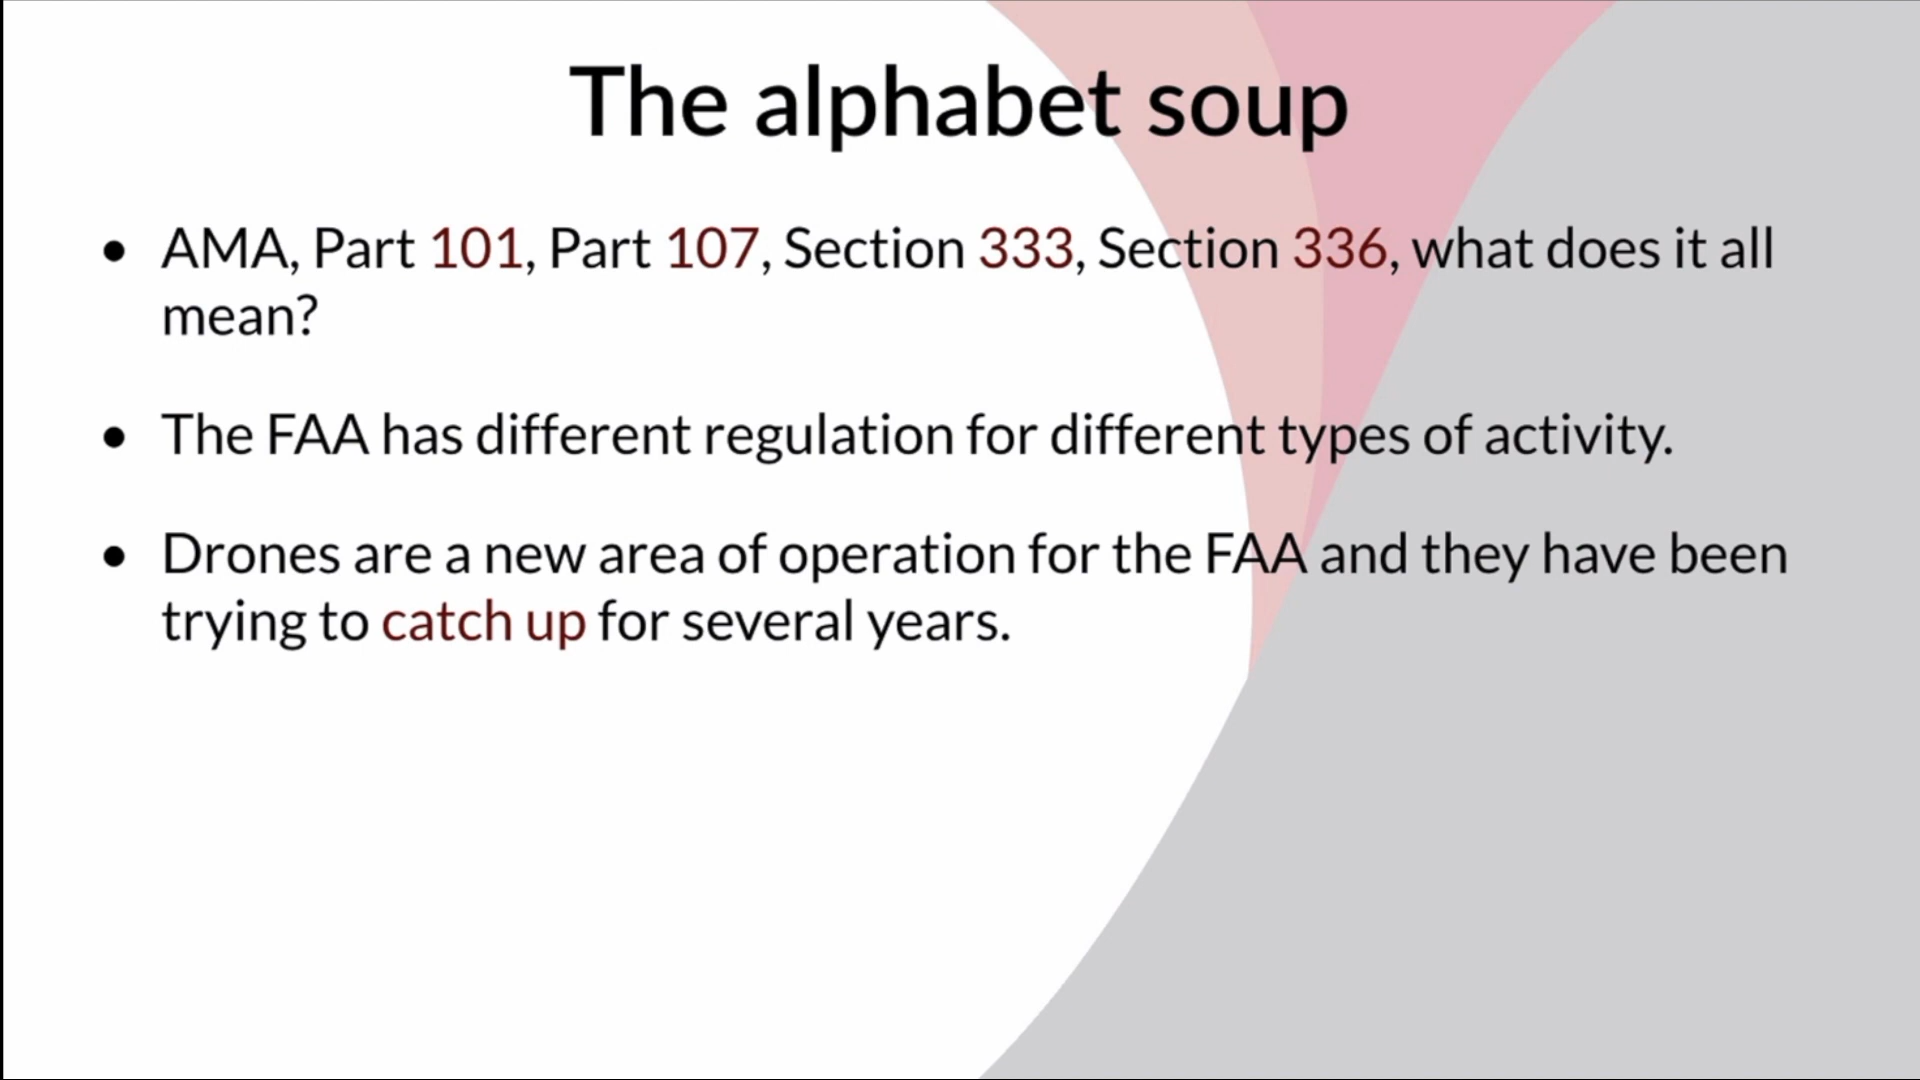 The alphabet soup
• AMA, Part 101, Part 107, Section 333, Section 336, what does it all
mean?
• The FAA has different regulation for different types of activity.
• Drones are a new area of operation for the FAA and they have been
trying to catch up for several years.